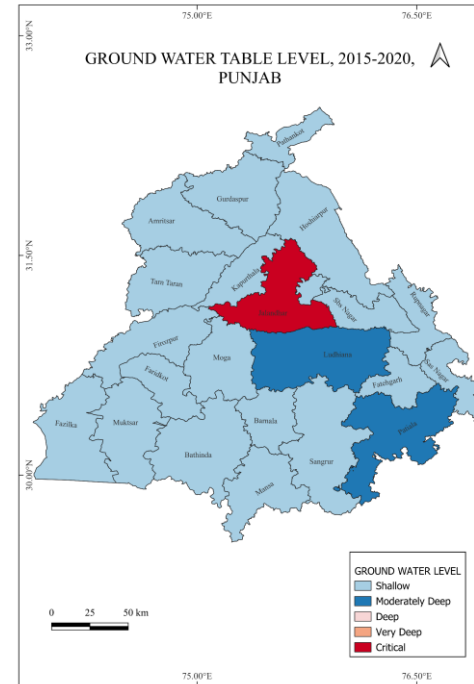 75.00°E 76.50°E
33.00°N
GROUND WATER TABLE LEVEL, 2015-2020,
PUNJAB
Pathankot
Gurdaspur
Hoshiarpur
Amritsar
31.50°N
Kapurthala
Tarn Taran
Sbs Nagar
Rupnagar
Jalandhar
Firozpur
Moga
Ludhiana
Sas Nagar
Faridkot
Fatehgarh
Fazilka
Muktsar
Barnala
Patiala
Bathinda
Sangrur
30.00°N
Mansa
GROUND WATER LEVEL
Shallow
Moderately Deep
Deep
Very Deep
Critical
0 25 50 km
75.00°E 76.50°E